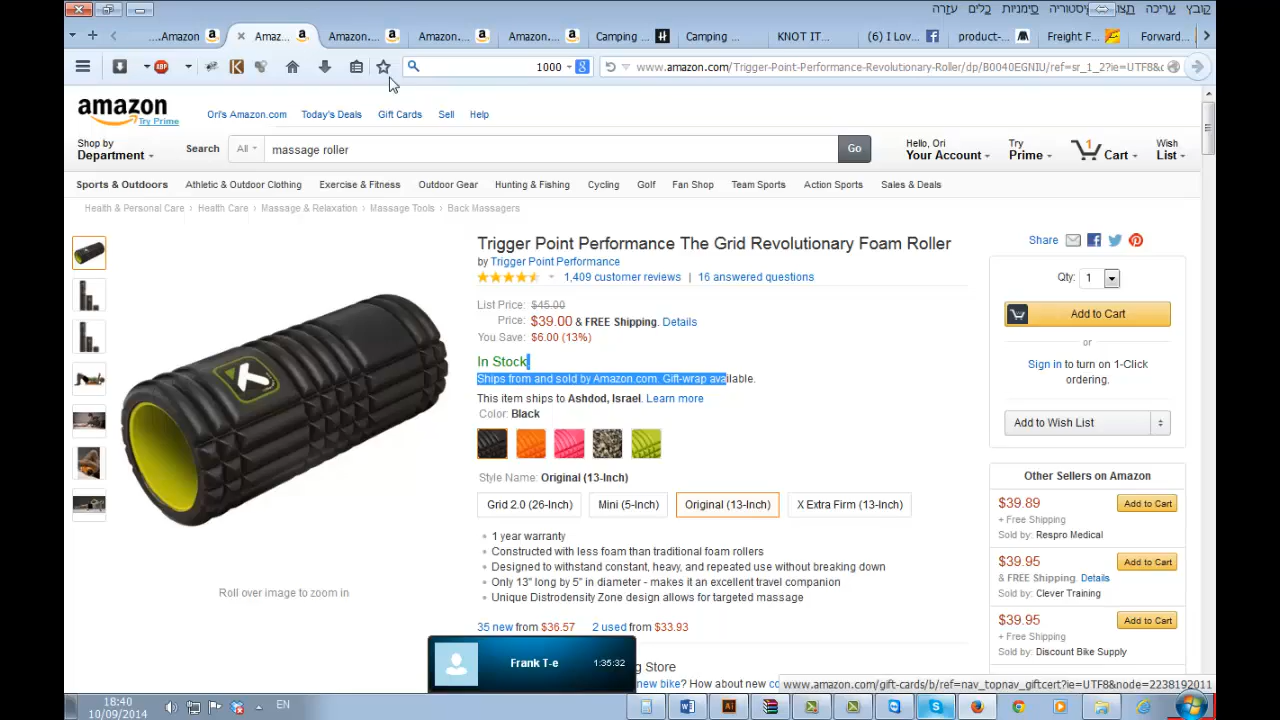 קובץ עריכה תצו היסטוריה סימניות כלים עזרה
...Amazon Amaz... Amazon... Amazon... Amazon... Camping ... Camping ... KNOT IT... (6) I Lov... product-... Freight F... Forward...
1000 www.amazon.com/Trigger-Point-Performance-Revolutionary-Roller/dp/B0040EGNIU/ref=sr_1_2?ie=UTF8&
amazon
Try Prime
Ori's Amazon.com Today's Deals Gift Cards Sell Help
Shop by
Department
Search All massage roller Go
Hello, Ori
Your Account
Try
Prime
1
Cart
Wish
List
Sports & Outdoors Athletic & Outdoor Clothing Exercise & Fitness Outdoor Gear Hunting & Fishing Cycling Golf Fan Shop Team Sports Action Sports Sales & Deals
Health & Personal Care › Health Care › Massage & Relaxation › Massage Tools › Back Massagers
Trigger Point Performance The Grid Revolutionary Foam Roller
by Trigger Point Performance
1,409 customer reviews | 16 answered questions
List Price: $45.00
Price: $39.00 & FREE Shipping. Details
You Save: $6.00 (13%)
In Stock
Ships from and sold by Amazon.com. Gift-wrap available.
This item ships to Ashdod, Israel. Learn more
Color: Black
Style Name: Original (13-Inch)
Grid 2.0 (26-Inch) Mini (5-Inch) Original (13-Inch) X Extra Firm (13-Inch)
1 year warranty
Constructed with less foam than traditional foam rollers
Designed to withstand constant, heavy, and repeated use without breaking down
Only 13" long by 5" in diameter - makes it an excellent travel companion
Unique Distrodensity Zone design allows for targeted massage
35 new from $36.57 2 used from $33.93
Roll over image to zoom in
Share
Qty: 1
Add to Cart
or
Sign in to turn on 1-Click
ordering.
Add to Wish List
Other Sellers on Amazon
$39.89 Add to Cart
+ Free Shipping
Sold by: Respro Medical
$39.95 Add to Cart
& FREE Shipping. Details
Sold by: Clever Training
$39.95 Add to Cart
+ Free Shipping
Sold by: Discount Bike Supply
Frank T-e 1:35:32
g Store
new bike? How about new
www.amazon.com/gift-cards/b/ref=nav_topnav_giftcert?ie=UTF8&node=2238192011
18:40
10/09/2014
EN